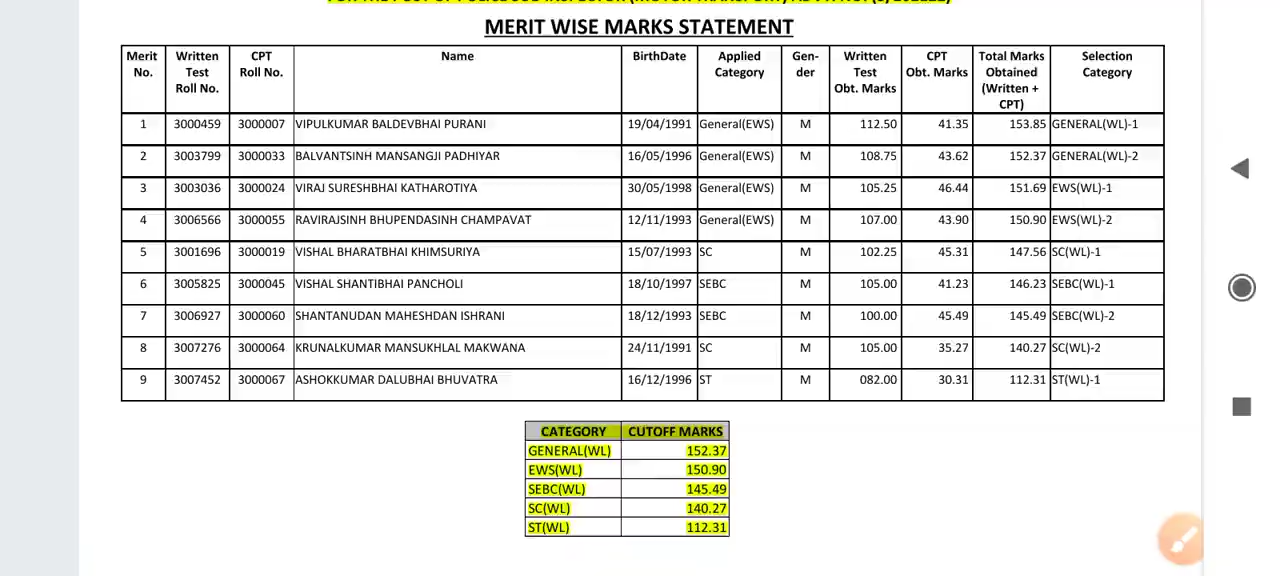 FOR THE POST OF POLICE SUB INSPECTOR (MOTOR TRANSPORT) ADVT NO.
MERIT WISE MARKS STATEMENT
Merit No. Written Test Roll No. CPT Roll No. Name BirthDate Applied Category Gen-der Written Test Obt. Marks CPT Obt. Marks Total Marks Obtained (Written + CPT) Selection Category
1 3000459 3000007 VIPULKUMAR BALDEVBHAI PURANI 19/04/1991 General(EWS) M 112.50 41.35 153.85 GENERAL(WL)-1
2 3003799 3000033 BALVANTSINH MANSANGJI PADHIYAR 16/05/1996 General(EWS) M 108.75 43.62 152.37 GENERAL(WL)-2
3 3003036 3000024 VIRAJ SURESHBHAI KATHAROTIYA 30/05/1998 General(EWS) M 105.25 46.44 151.69 EWS(WL)-1
4 3006566 3000055 RAVIRAJSINH BHUPENDASINH CHAMPAVAT 12/11/1993 General(EWS) M 107.00 43.90 150.90 EWS(WL)-2
5 3001696 3000019 VISHAL BHARATBHAI KHIMSURIYA 15/07/1993 SC M 102.25 45.31 147.56 SC(WL)-1
6 3005825 3000045 VISHAL SHANTIBHAI PANCHOLI 18/10/1997 SEBC M 105.00 41.23 146.23 SEBC(WL)-1
7 3006927 3000060 SHANTANUDAN MAHESHDAN ISHRANI 18/12/1993 SEBC M 100.00 45.49 145.49 SEBC(WL)-2
8 3007276 3000064 KRUNALKUMAR MANSUKHLAL MAKWANA 24/11/1991 SC M 105.00 35.27 140.27 SC(WL)-2
9 3007452 3000067 ASHOKKUMAR DALUBHAI BHUVATRA 16/12/1996 ST M 082.00 30.31 112.31 ST(WL)-1
CATEGORY CUTOFF MARKS
GENERAL(WL) 152.37
EWS(WL) 150.90
SEBC(WL) 145.49
SC(WL) 140.27
ST(WL) 112.31